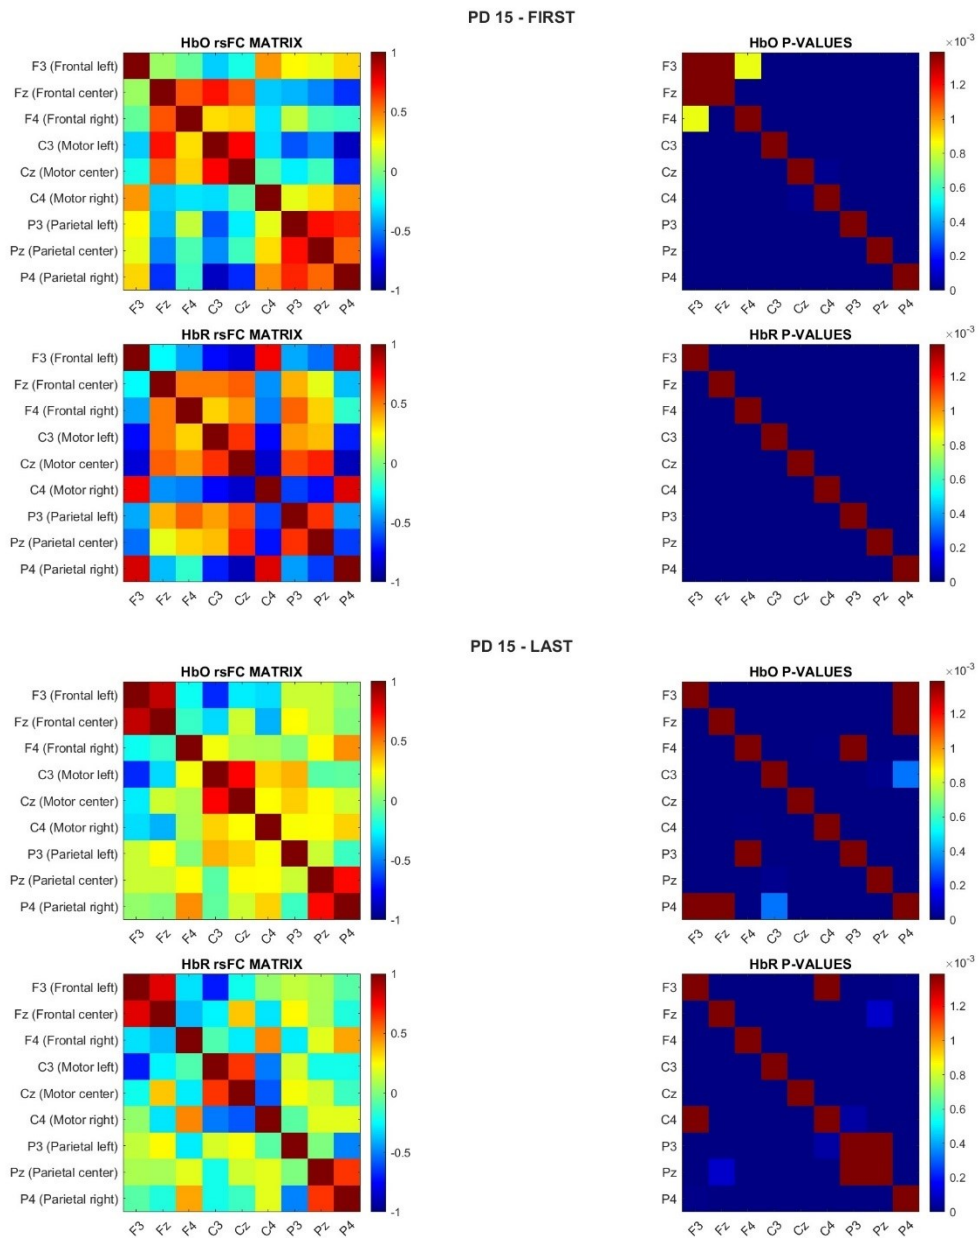 PD 15 - FIRST
HbO rsFC MATRIX
F3 (Frontal left)
Fz (Frontal center)
F4 (Frontal right)
C3 (Motor left)
Cz (Motor center)
C4 (Motor right)
P3 (Parietal left)
Pz (Parietal center)
P4 (Parietal right)
F3 Fz F4 C3 Cz C4 P3 Pz P4
1
0.5
0
-0.5
-1
HbO P-VALUES
×10⁻³
F3
Fz
F4
C3
Cz
C4
P3
Pz
P4
F3 Fz F4 C3 Cz C4 P3 Pz P4
1.2
1
0.8
0.6
0.4
0.2
0
HbR rsFC MATRIX
F3 (Frontal left)
Fz (Frontal center)
F4 (Frontal right)
C3 (Motor left)
Cz (Motor center)
C4 (Motor right)
P3 (Parietal left)
Pz (Parietal center)
P4 (Parietal right)
F3 Fz F4 C3 Cz C4 P3 Pz P4
1
0.5
0
-0.5
-1
HbR P-VALUES
×10⁻³
F3
Fz
F4
C3
Cz
C4
P3
Pz
P4
F3 Fz F4 C3 Cz C4 P3 Pz P4
1.2
1
0.8
0.6
0.4
0.2
0
PD 15 - LAST
HbO rsFC MATRIX
F3 (Frontal left)
Fz (Frontal center)
F4 (Frontal right)
C3 (Motor left)
Cz (Motor center)
C4 (Motor right)
P3 (Parietal left)
Pz (Parietal center)
P4 (Parietal right)
F3 Fz F4 C3 Cz C4 P3 Pz P4
1
0.5
0
-0.5
-1
HbO P-VALUES
×10⁻³
F3
Fz
F4
C3
Cz
C4
P3
Pz
P4
F3 Fz F4 C3 Cz C4 P3 Pz P4
1.2
1
0.8
0.6
0.4
0.2
0
HbR rsFC MATRIX
F3 (Frontal left)
Fz (Frontal center)
F4 (Frontal right)
C3 (Motor left)
Cz (Motor center)
C4 (Motor right)
P3 (Parietal left)
Pz (Parietal center)
P4 (Parietal right)
F3 Fz F4 C3 Cz C4 P3 Pz P4
1
0.5
0
-0.5
-1
HbR P-VALUES
×10⁻³
F3
Fz
F4
C3
Cz
C4
P3
Pz
P4
F3 Fz F4 C3 Cz C4 P3 Pz P4
1.2
1
0.8
0.6
0.4
0.2
0